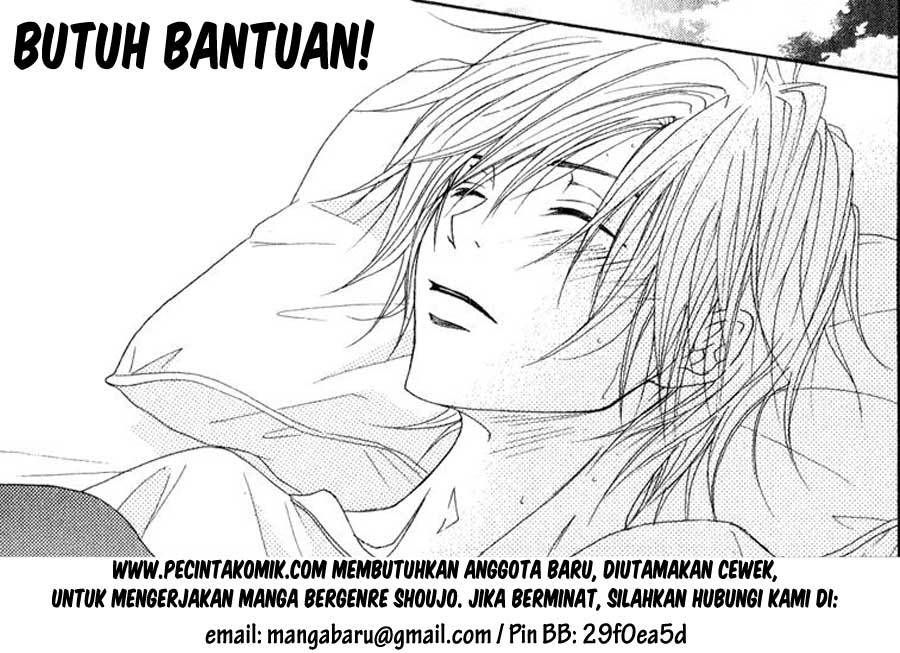 BUTUH BANTUAN!
WWW.PECINTAKOMIK.COM MEMBUTUHKAN ANGGOTA BARU, DIUTAMAKAN CEWEK,
UNTUK MENGERJAKAN MANGA BERGENRE SHOUJO. JIKA BERMINAT, SILAHKAN HUBUNGI KAMI DI:
email: mangabaru@gmail.com / Pin BB: 29f0ea5d